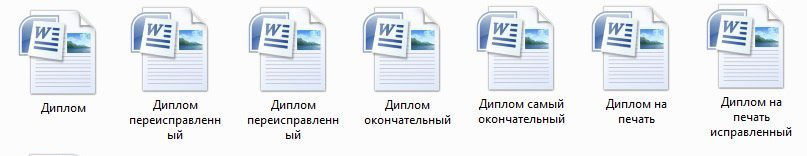 Диплом
Диплом
переисправленн
ый
Диплом
переисправленн
ый
Диплом
окончательный
Диплом самый
окончательный
Диплом на
печать
Диплом на
печать
исправленный